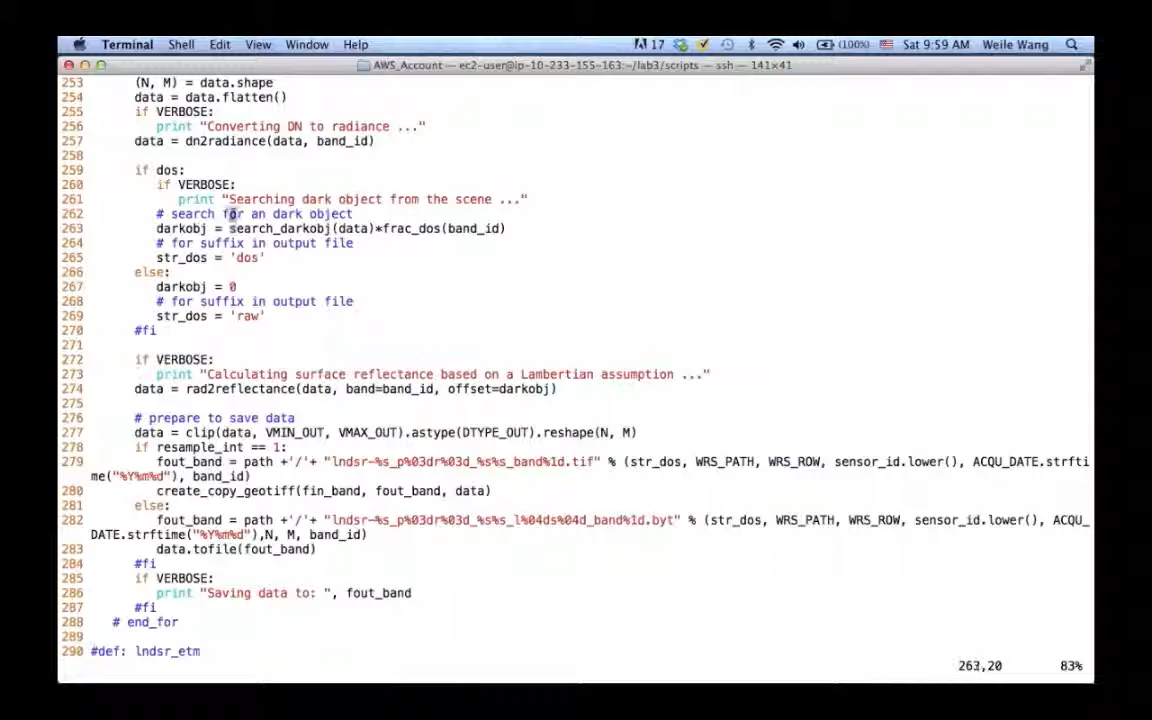 Terminal Shell Edit View Window Help 17 (100%) Sat 9:59 AM Weile Wang
AWS_Account — ec2-user@ip-10-233-155-163:~/lab3/scripts — ssh — 141×41
253 (N, M) = data.shape
254 data = data.flatten()
255 if VERBOSE:
256 print "Converting DN to radiance ..."
257 data = dn2radiance(data, band_id)
258
259 if dos:
260 if VERBOSE:
261 print "Searching dark object from the scene ..."
262 # search for an dark object
263 darkobj = search_darkobj(data)*frac_dos(band_id)
264 # for suffix in output file
265 str_dos = 'dos'
266 else:
267 darkobj = 0
268 # for suffix in output file
269 str_dos = 'raw'
270 #fi
271
272 if VERBOSE:
273 print "Calculating surface reflectance based on a Lambertian assumption ..."
274 data = rad2reflectance(data, band=band_id, offset=darkobj)
275
276 # prepare to save data
277 data = clip(data, VMIN_OUT, VMAX_OUT).astype(DTYPE_OUT).reshape(N, M)
278 if resample_int == 1:
279 fout_band = path +'/'+ "lndsr-%s_p%03dr%03d_%s%s_band%1d.tif" % (str_dos, WRS_PATH, WRS_ROW, sensor_id.lower(), ACQU_DATE.strfti
me("%Y%m%d"), band_id)
280 create_copy_geotiff(fin_band, fout_band, data)
281 else:
282 fout_band = path +'/'+ "lndsr-%s_p%03dr%03d_%s%s_l%04ds%04d_band%1d.byt" % (str_dos, WRS_PATH, WRS_ROW, sensor_id.lower(), ACQU_
DATE.strftime("%Y%m%d"),N, M, band_id)
283 data.tofile(fout_band)
284 #fi
285 if VERBOSE:
286 print "Saving data to: ", fout_band
287 #fi
288 # end_for
289
290 #def: lndsr_etm
263,20 83%